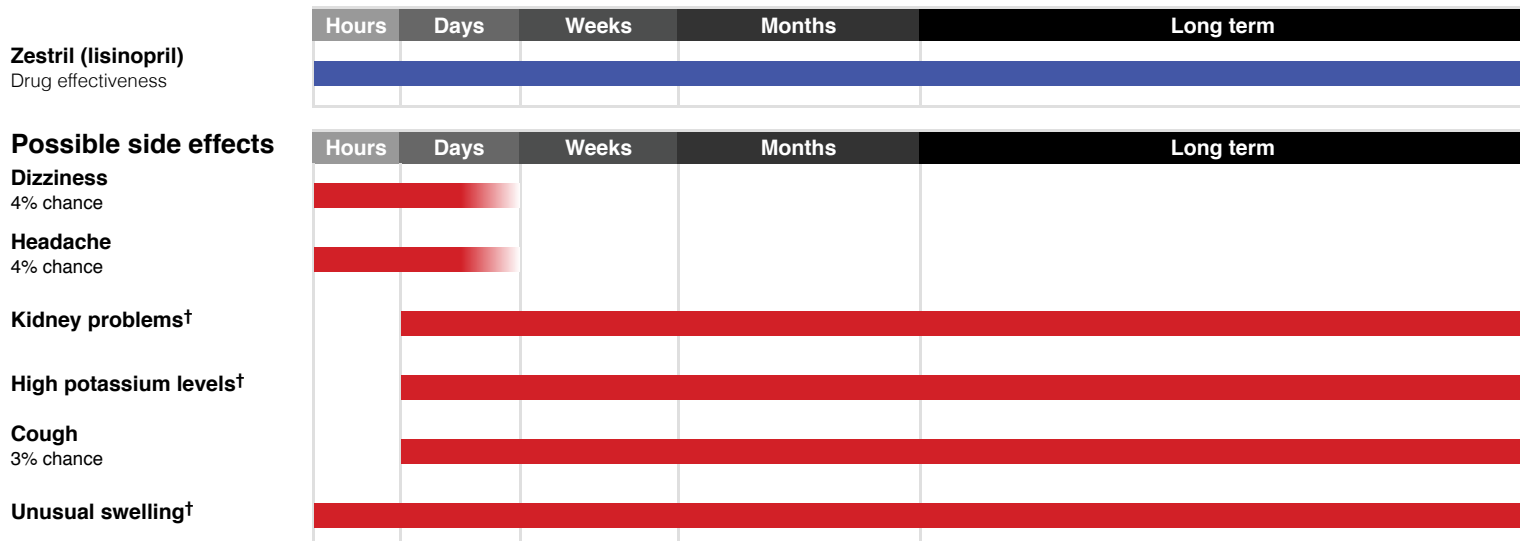 Hours Days Weeks Months Long term
Zestril (lisinopril)
Drug effectiveness
Possible side effects
Hours Days Weeks Months Long term
Dizziness
4% chance
Headache
4% chance
Kidney problems†
High potassium levels†
Cough
3% chance
Unusual swelling†